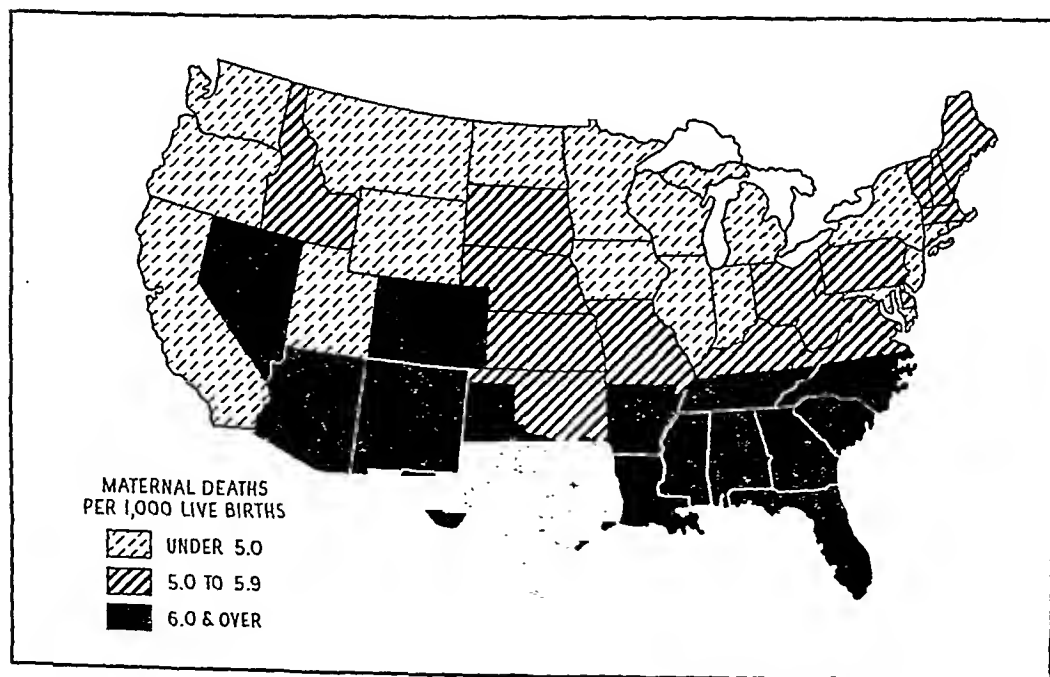 MATERNAL DEATHS
PER 1,000 LIVE BIRTHS
UNDER 5.0
5.0 TO 5.9
6.0 & OVER